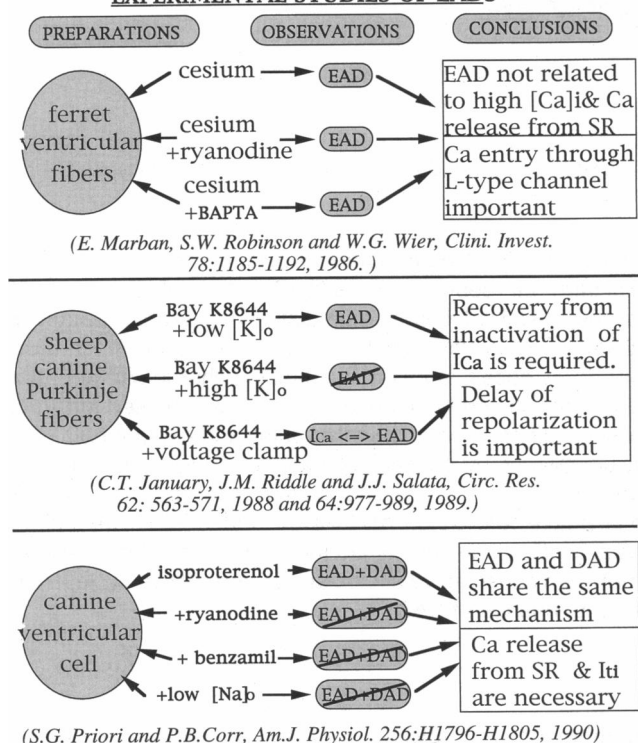 EXPERIMENTAL STUDIES OF EADS
PREPARATIONS OBSERVATIONS CONCLUSIONS
ferret
ventricular
fibers
cesium
EAD
cesium
+ryanodine
EAD
cesium
+BAPTA
EAD
EAD not related
to high [Ca]i& Ca
release from SR
Ca entry through
L-type channel
important
(E. Marban, S.W. Robinson and W.G. Wier, Clini. Invest.
78:1185-1192, 1986. )
sheep
canine
Purkinje
fibers
Bay K8644
+low [K]o
EAD
Bay K8644
+high [K]o
EAD
Bay K8644
+voltage clamp
ICa <=> EAD
Recovery from
inactivation of
ICa is required.
Delay of
repolarization
is important
(C.T. January, J.M. Riddle and J.J. Salata, Circ. Res.
62: 563-571, 1988 and 64:977-989, 1989.)
canine
ventricular
cell
isoproterenol
EAD+DAD
+ryanodine
EAD+DAD
+ benzamil
EAD+DAD
+low [Na]o
EAD+DAD
EAD and DAD
share the same
mechanism
Ca release
from SR & Iti
are necessary
(S.G. Priori and P.B.Corr, Am.J. Physiol. 256:H1796-H1805, 1990)